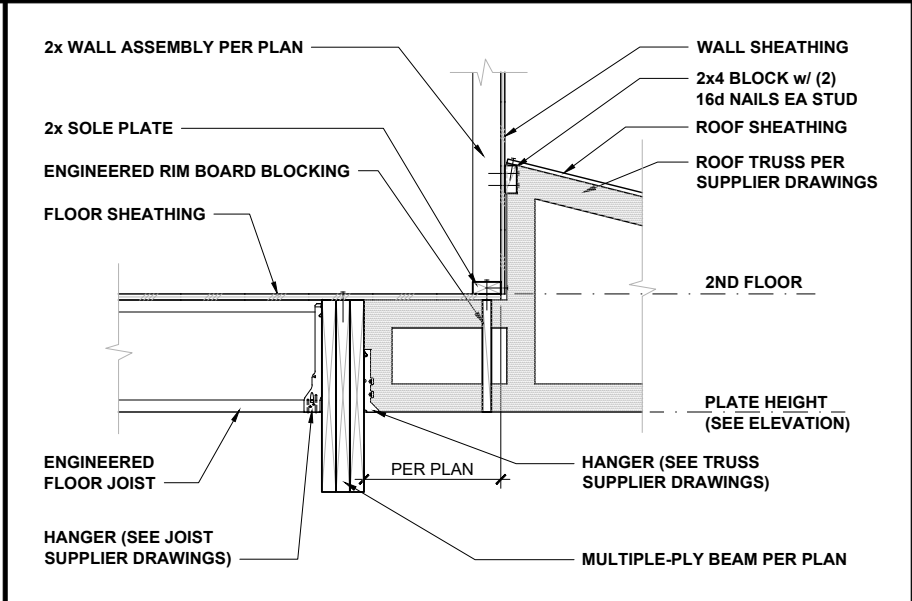 2x WALL ASSEMBLY PER PLAN
2x SOLE PLATE
ENGINEERED RIM BOARD BLOCKING
FLOOR SHEATHING
WALL SHEATHING
2x4 BLOCK w/ (2)
16d NAILS EA STUD
ROOF SHEATHING
ROOF TRUSS PER
SUPPLIER DRAWINGS
2ND FLOOR
PLATE HEIGHT
(SEE ELEVATION)
ENGINEERED
FLOOR JOIST
PER PLAN
HANGER (SEE TRUSS
SUPPLIER DRAWINGS)
HANGER (SEE JOIST
SUPPLIER DRAWINGS)
MULTIPLE-PLY BEAM PER PLAN